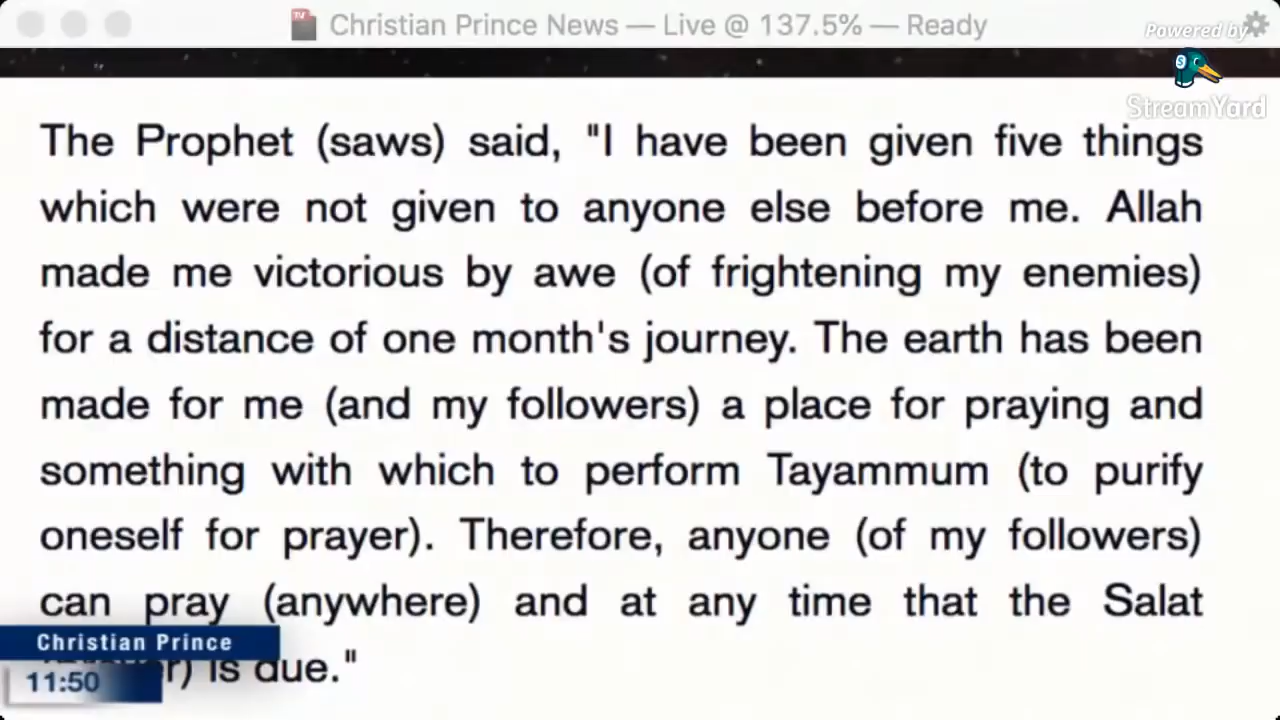 Christian Prince News — Live @ 137.5% — Ready
Powered by
StreamYard
The Prophet (saws) said, "I have been given five things
which were not given to anyone else before me. Allah
made me victorious by awe (of frightening my enemies)
for a distance of one month's journey. The earth has been
made for me (and my followers) a place for praying and
something with which to perform Tayammum (to purify
oneself for prayer). Therefore, anyone (of my followers)
can pray (anywhere) and at any time that the Salat
is due."
Christian Prince
11:50